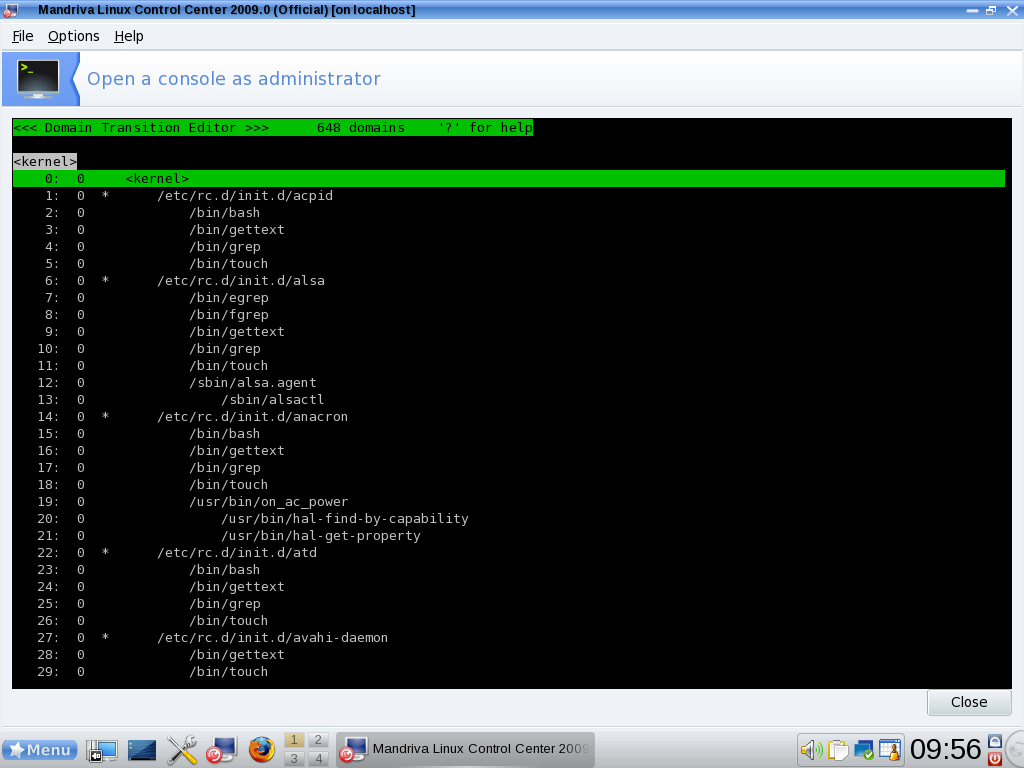 Mandriva Linux Control Center 2009.0 (Official) [on localhost]
File Options Help
>_
Open a console as administrator
<<< Domain Transition Editor >>>      648 domains    '?' for help
<kernel>
0:  0     <kernel>
1:  0  *      /etc/rc.d/init.d/acpid
2:  0             /bin/bash
3:  0             /bin/gettext
4:  0             /bin/grep
5:  0             /bin/touch
6:  0  *      /etc/rc.d/init.d/alsa
7:  0             /bin/egrep
8:  0             /bin/fgrep
9:  0             /bin/gettext
10:  0             /bin/grep
11:  0             /bin/touch
12:  0             /sbin/alsa.agent
13:  0                 /sbin/alsactl
14:  0  *      /etc/rc.d/init.d/anacron
15:  0             /bin/bash
16:  0             /bin/gettext
17:  0             /bin/grep
18:  0             /bin/touch
19:  0             /usr/bin/on_ac_power
20:  0                 /usr/bin/hal-find-by-capability
21:  0                 /usr/bin/hal-get-property
22:  0  *      /etc/rc.d/init.d/atd
23:  0             /bin/bash
24:  0             /bin/gettext
25:  0             /bin/grep
26:  0             /bin/touch
27:  0  *      /etc/rc.d/init.d/avahi-daemon
28:  0             /bin/gettext
29:  0             /bin/touch
Close
Menu
1 2
3 4
Mandriva Linux Control Center 2009
09:56